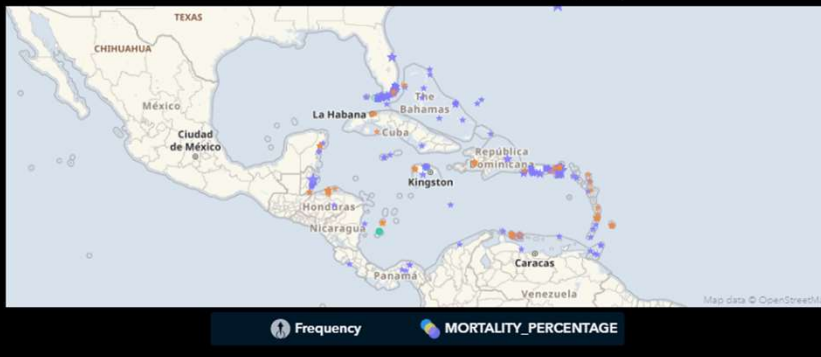 TEXAS
CHIHUAHUA
México
Ciudad
de México
La Habana
Cuba
The
Bahamas
República
Dominicana
Kingston
Honduras
Nicaragua
Panamá
Caracas
Venezuela
Map data © OpenStreetM
Frequency
MORTALITY_PERCENTAGE